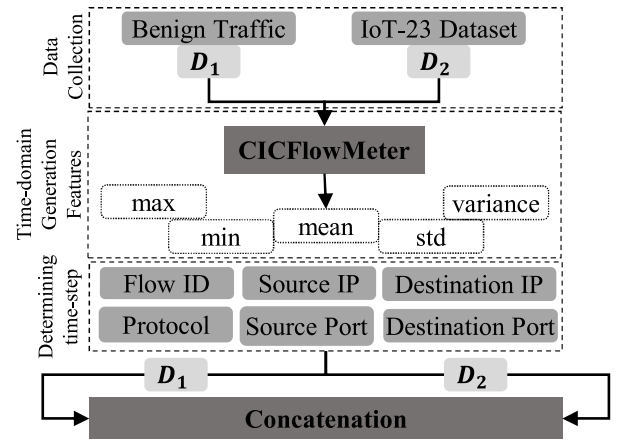 Data
Collection
Benign Traffic
IoT-23 Dataset
D₁
D₂
Time-domain
Generation
Features
CICFlowMeter
max
min
mean
std
variance
Determining
time-step
Flow ID
Source IP
Destination IP
Protocol
Source Port
Destination Port
D₁
D₂
Concatenation